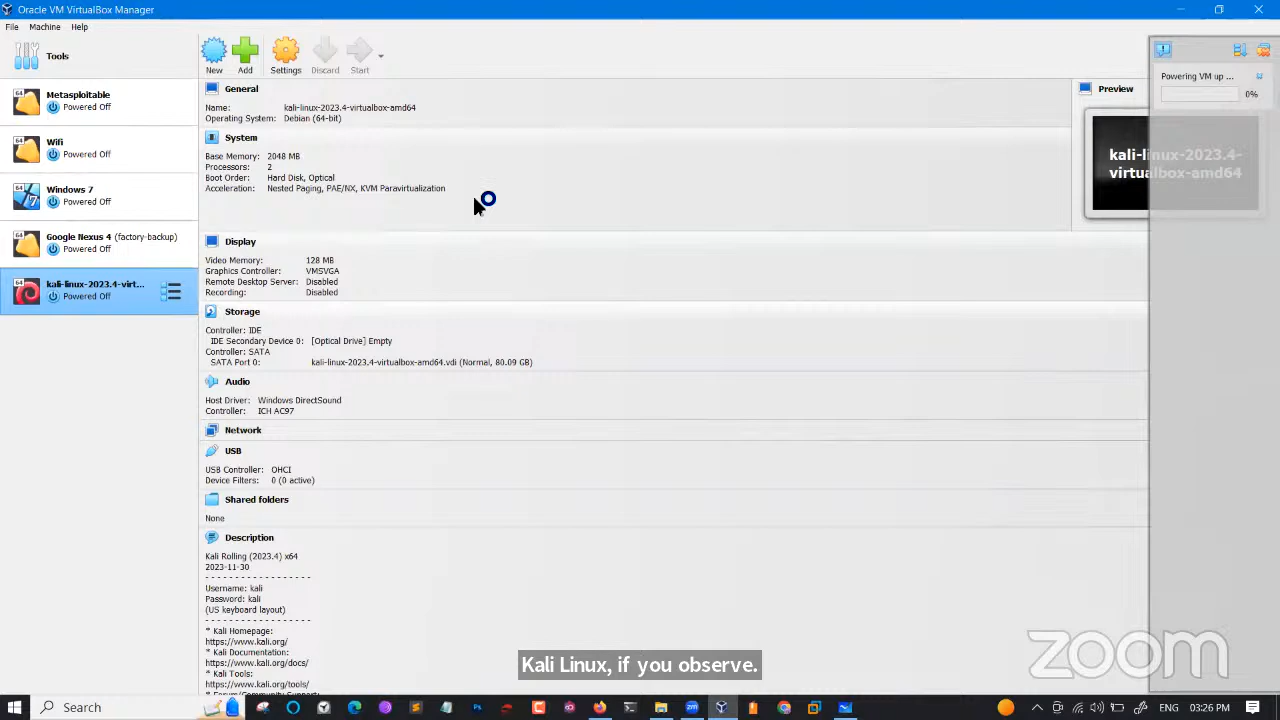 Oracle VM VirtualBox Manager
File Machine Help
Tools
New Add Settings Discard Start
Metasploitable
Powered Off
Wifi
Powered Off
Windows 7
Powered Off
Google Nexus 4 (factory-backup)
Powered Off
kali-linux-2023.4-virt...
Powered Off
General
Name: kali-linux-2023.4-virtualbox-amd64
Operating System: Debian (64-bit)
System
Base Memory: 2048 MB
Processors: 2
Boot Order: Hard Disk, Optical
Acceleration: Nested Paging, PAE/NX, KVM Paravirtualization
Display
Video Memory: 128 MB
Graphics Controller: VMSVGA
Remote Desktop Server: Disabled
Recording: Disabled
Storage
Controller: IDE
IDE Secondary Device 0: [Optical Drive] Empty
Controller: SATA
SATA Port 0: kali-linux-2023.4-virtualbox-amd64.vdi (Normal, 80.09 GB)
Audio
Host Driver: Windows DirectSound
Controller: ICH AC97
Network
USB
USB Controller: OHCI
Device Filters: 0 (0 active)
Shared folders
None
Description
Kali Rolling (2023.4) x64
2023-11-30
- - - - - - - - - - - - - - - - - -
Username: kali
Password: kali
(US keyboard layout)
- - - - - - - - - - - - - - - - - -
* Kali Homepage:
https://www.kali.org/
* Kali Documentation:
https://www.kali.org/docs/
* Kali Tools:
https://www.kali.org/tools/
* Forum/Community Support:
Preview
kali-linux-2023.4-
virtualbox-amd64
Powering VM up ...
0%
Kali Linux, if you observe.
zoom
Search
03:26 PM